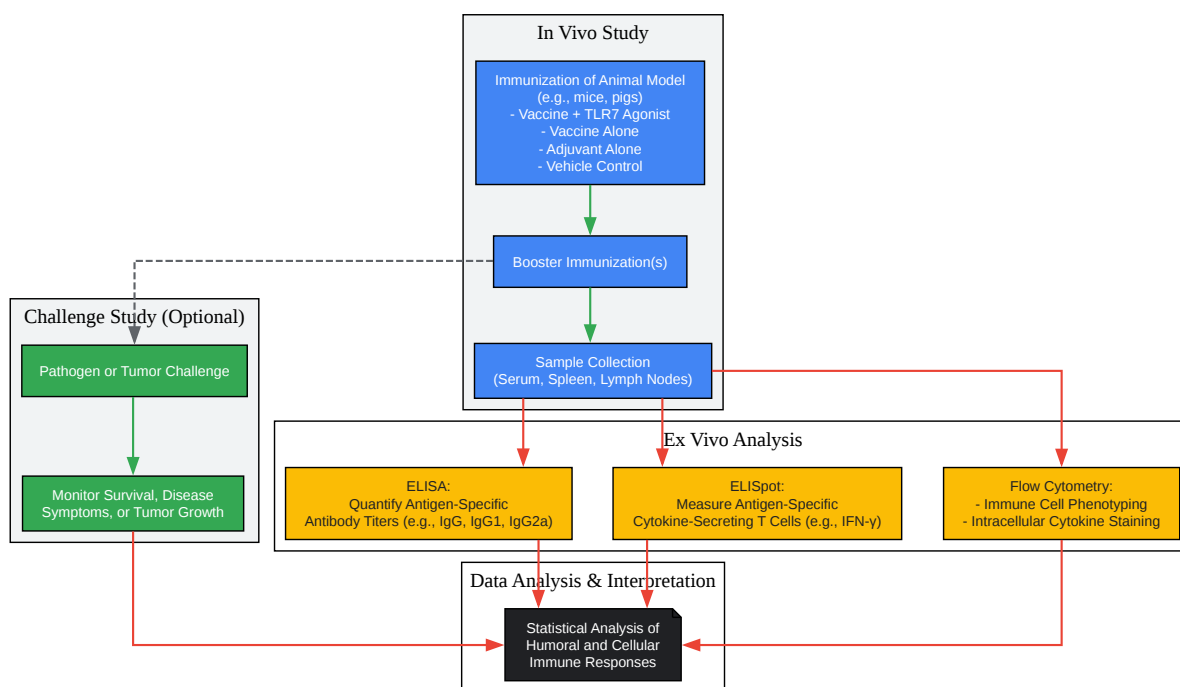 In Vivo Study
Immunization of Animal Model
(e.g., mice, pigs)
- Vaccine + TLR7 Agonist
- Vaccine Alone
- Adjuvant Alone
- Vehicle Control
Booster Immunization(s)
Sample Collection
(Serum, Spleen, Lymph Nodes)
Challenge Study (Optional)
Pathogen or Tumor Challenge
Monitor Survival, Disease
Symptoms, or Tumor Growth
Ex Vivo Analysis
ELISA:
Quantify Antigen-Specific
Antibody Titers (e.g., IgG, IgG1, IgG2a)
ELISpot:
Measure Antigen-Specific
Cytokine-Secreting T Cells (e.g., IFN-γ)
Flow Cytometry:
- Immune Cell Phenotyping
- Intracellular Cytokine Staining
Data Analysis & Interpretation
Statistical Analysis of
Humoral and Cellular
Immune Responses